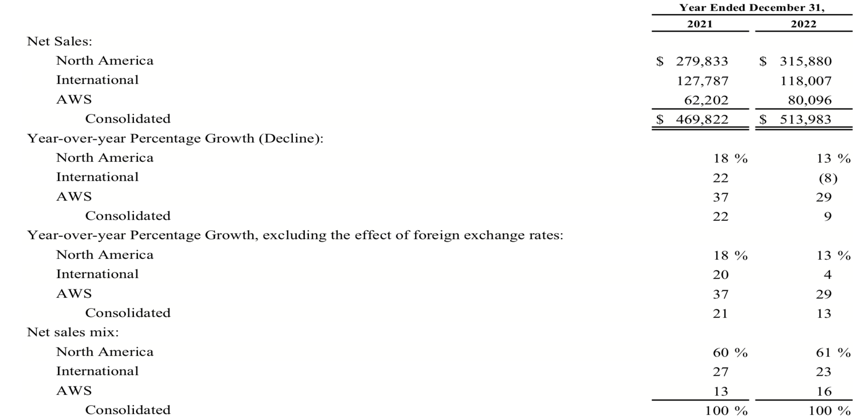 Year Ended December 31,
2021 2022
Net Sales:
North America $ 279,833 $ 315,880
International 127,787 118,007
AWS 62,202 80,096
Consolidated $ 469,822 $ 513,983
Year-over-year Percentage Growth (Decline):
North America 18 % 13 %
International 22 (8)
AWS 37 29
Consolidated 22 9
Year-over-year Percentage Growth, excluding the effect of foreign exchange rates:
North America 18 % 13 %
International 20 4
AWS 37 29
Consolidated 21 13
Net sales mix:
North America 60 % 61 %
International 27 23
AWS 13 16
Consolidated 100 % 100 %